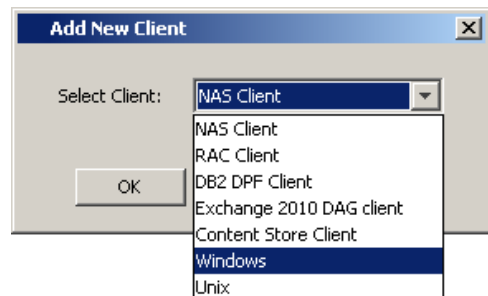 Add New Client
Select Client: NAS Client
NAS Client
RAC Client
DB2 DPF Client
OK
Exchange 2010 DAG client
Content Store Client
Windows
Unix